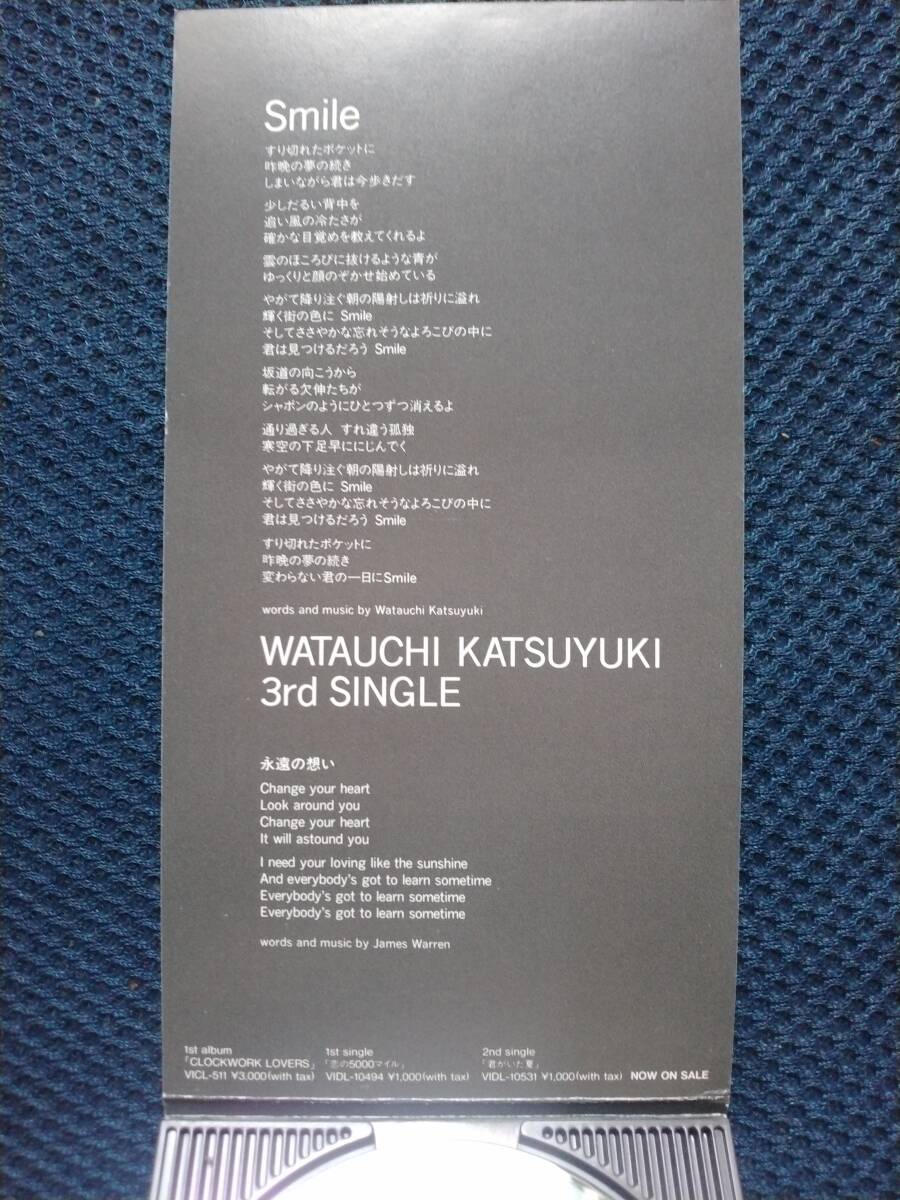 Smile
すり切れたポケットに
昨晩の夢の続き
しまいながら君は今歩きだす
少しだるい背中を
追い風の冷たさが
確かな目覚めを教えてくれるよ
雲のほころびに抜けるような青が
ゆっくりと顔のぞかせ始めている
やがて降り注ぐ朝の陽射しは祈りに溢れ
輝く街の色に Smile
そしてささやかな忘れそうなよろこびの中に
君は見つけるだろう Smile
坂道の向こうから
転がる欠伸たちが
シャボンのようにひとつずつ消えるよ
通り過ぎる人 すれ違う孤独
寒空の下足早ににじんでく
やがて降り注ぐ朝の陽射しは祈りに溢れ
輝く街の色に Smile
そしてささやかな忘れそうなよろこびの中に
君は見つけるだろう Smile
すり切れたポケットに
昨晩の夢の続き
変わらない君の一日にSmile
words and music by Watauchi Katsuyuki
WATAUCHI KATSUYUKI
3rd SINGLE
永遠の想い
Change your heart
Look around you
Change your heart
It will astound you
I need your loving like the sunshine
And everybody's got to learn sometime
Everybody's got to learn sometime
Everybody's got to learn sometime
words and music by James Warren
1st album
「CLOCKWORK LOVERS」
VICL-511 ¥3,000(with tax)
1st single
「恋の5000マイル」
VIDL-10494 ¥1,000(with tax)
2nd single
「君がいた夏」
VIDL-10531 ¥1,000(with tax)
NOW ON SALE